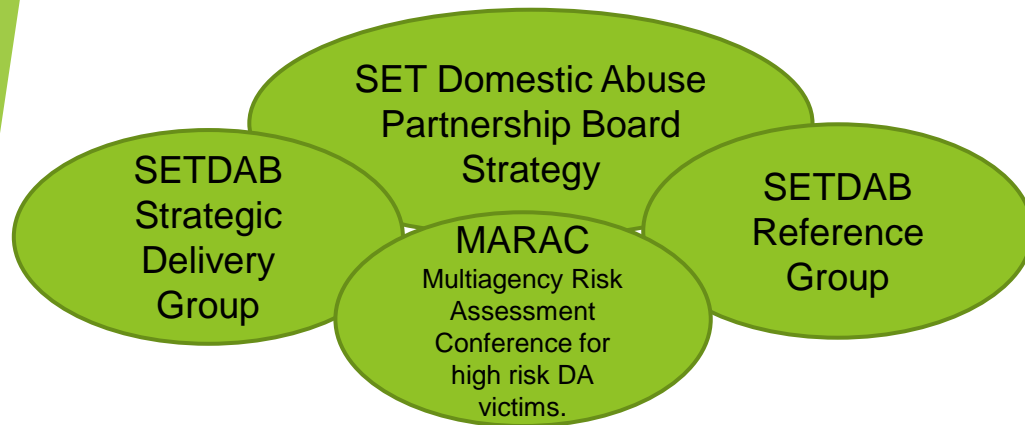 SET Domestic Abuse
Partnership Board
Strategy
SETDAB
Strategic
Delivery
Group
MARAC
Multiagency Risk
Assessment
Conference for
high risk DA
victims.
SETDAB
Reference
Group